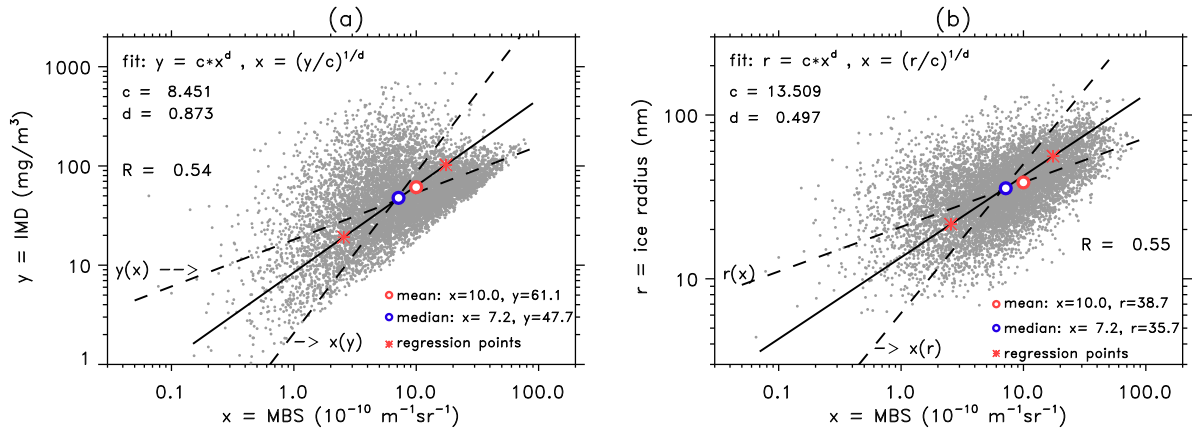 (a)
fit: y = c*x^d , x = (y/c)^1/d
c = 8.451
d = 0.873
R = 0.54
y(x) -->
-> x(y)
mean: x=10.0, y=61.1
median: x= 7.2, y=47.7
regression points
1000
100
10
1
y = IMD (mg/m³)
0.1 1.0 10.0 100.0
x = MBS (10⁻¹⁰ m⁻¹sr⁻¹)
(b)
fit: r = c*x^d , x = (r/c)^1/d
c = 13.509
d = 0.497
R = 0.55
r(x)
-> x(r)
mean: x=10.0, r=38.7
median: x= 7.2, r=35.7
regression points
100
10
r = ice radius (nm)
0.1 1.0 10.0 100.0
x = MBS (10⁻¹⁰ m⁻¹sr⁻¹)